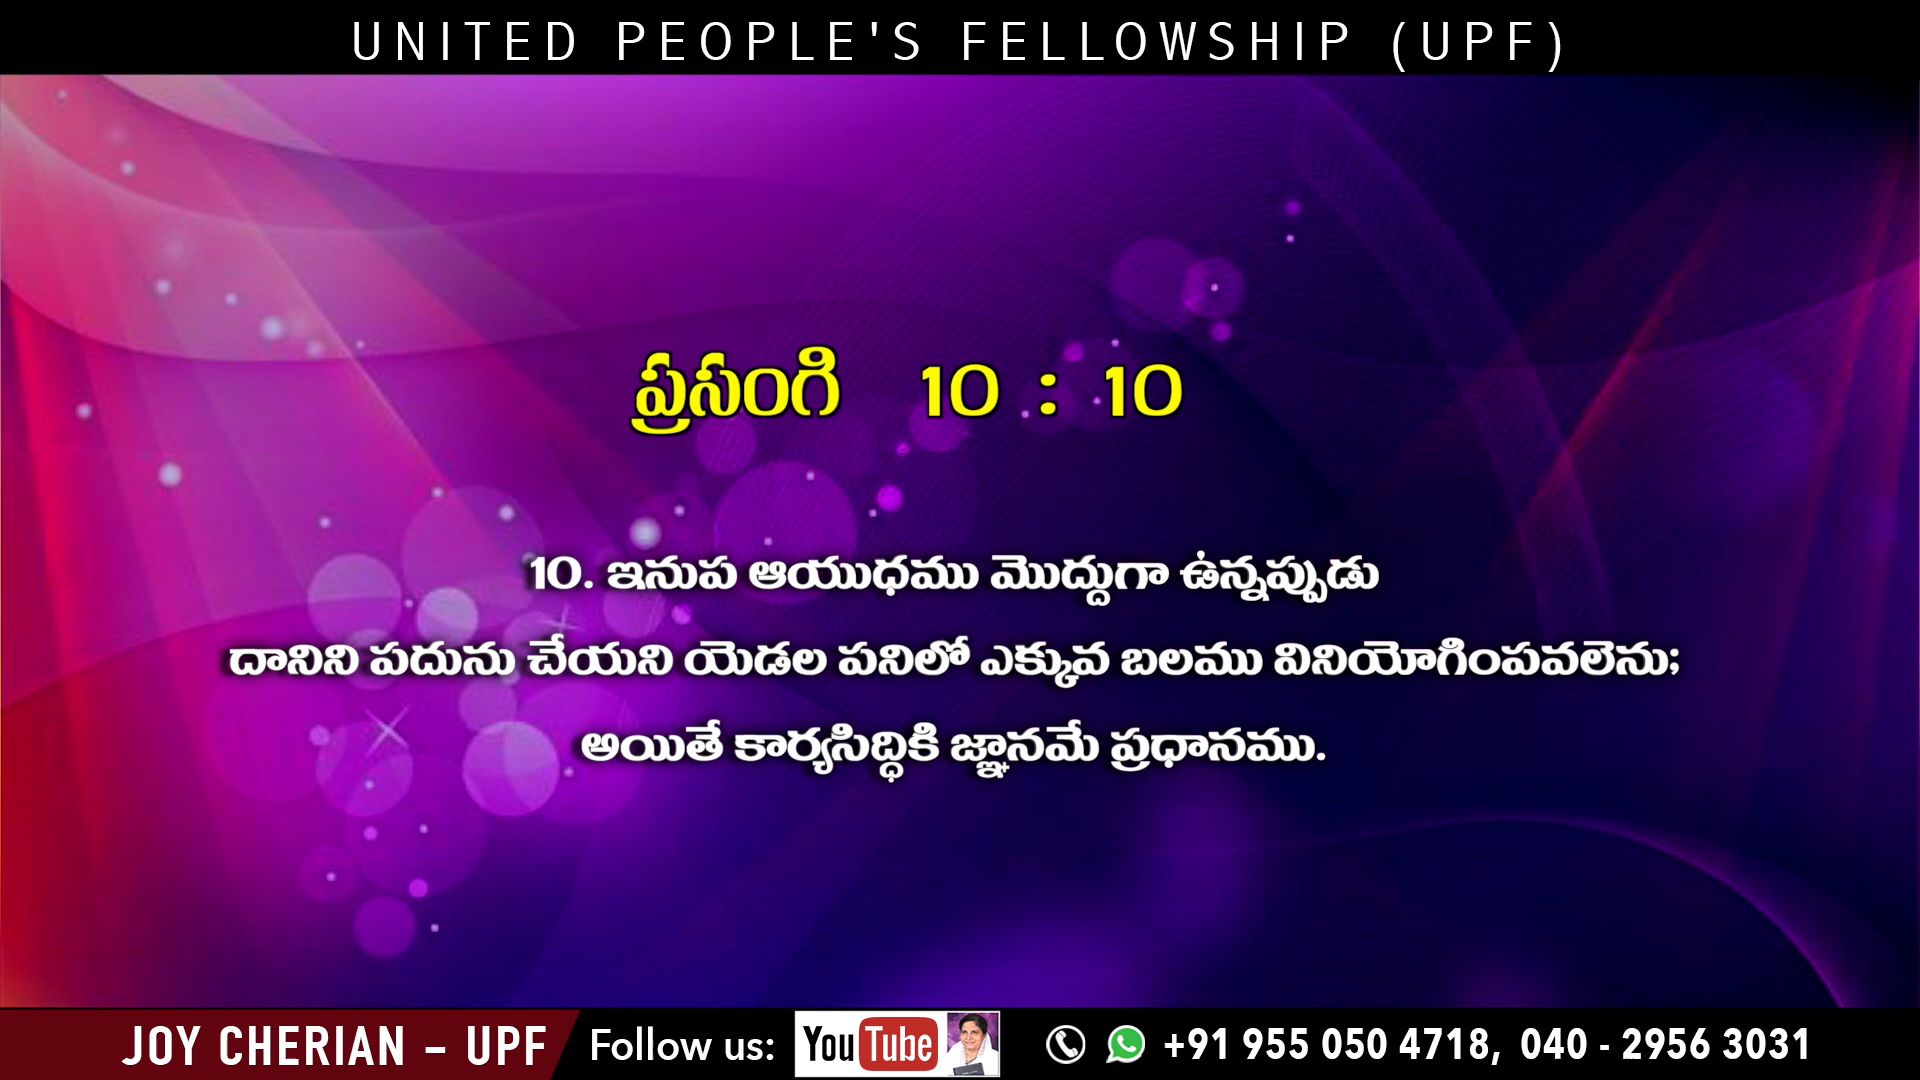 UNITED PEOPLE'S FELLOWSHIP (UPF)
ప్రసంగి 10 : 10
10. ఇనుప ఆయుధము మొద్దుగా ఉన్నప్పుడు
దానిని పదును చేయని యెడల పనిలో ఎక్కువ బలము వినియోగింపవలెను;
అయితే కార్యసిద్ధికి జ్ఞానమే ప్రధానము.
JOY CHERIAN – UPF Follow us: YouTube +91 955 050 4718, 040 - 2956 3031